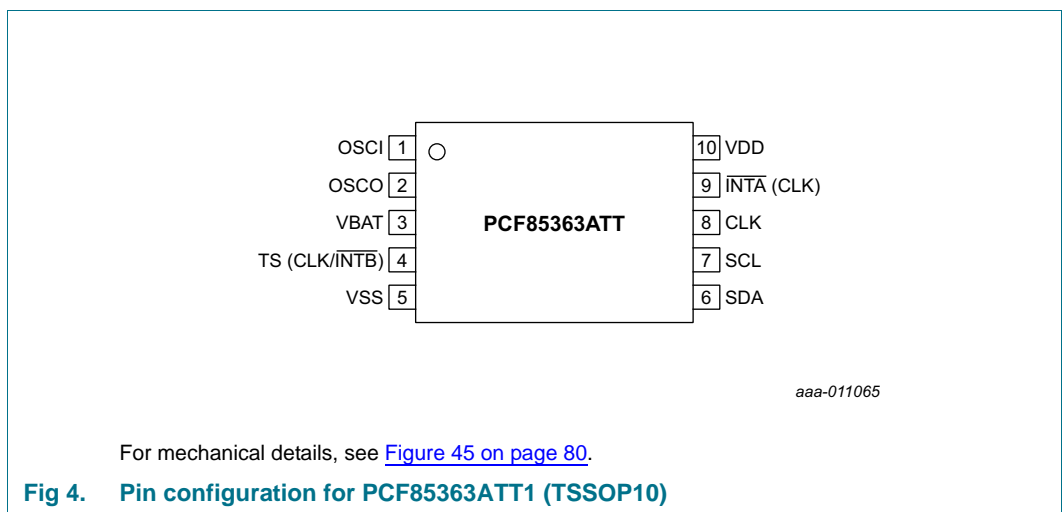 OSCI 1
OSCO 2
VBAT 3
TS (CLK/INTB) 4
VSS 5
PCF85363ATT
10 VDD
9 INTA (CLK)
8 CLK
7 SCL
6 SDA
aaa-011065
For mechanical details, see Figure 45 on page 80.
Fig 4. Pin configuration for PCF85363ATT1 (TSSOP10)